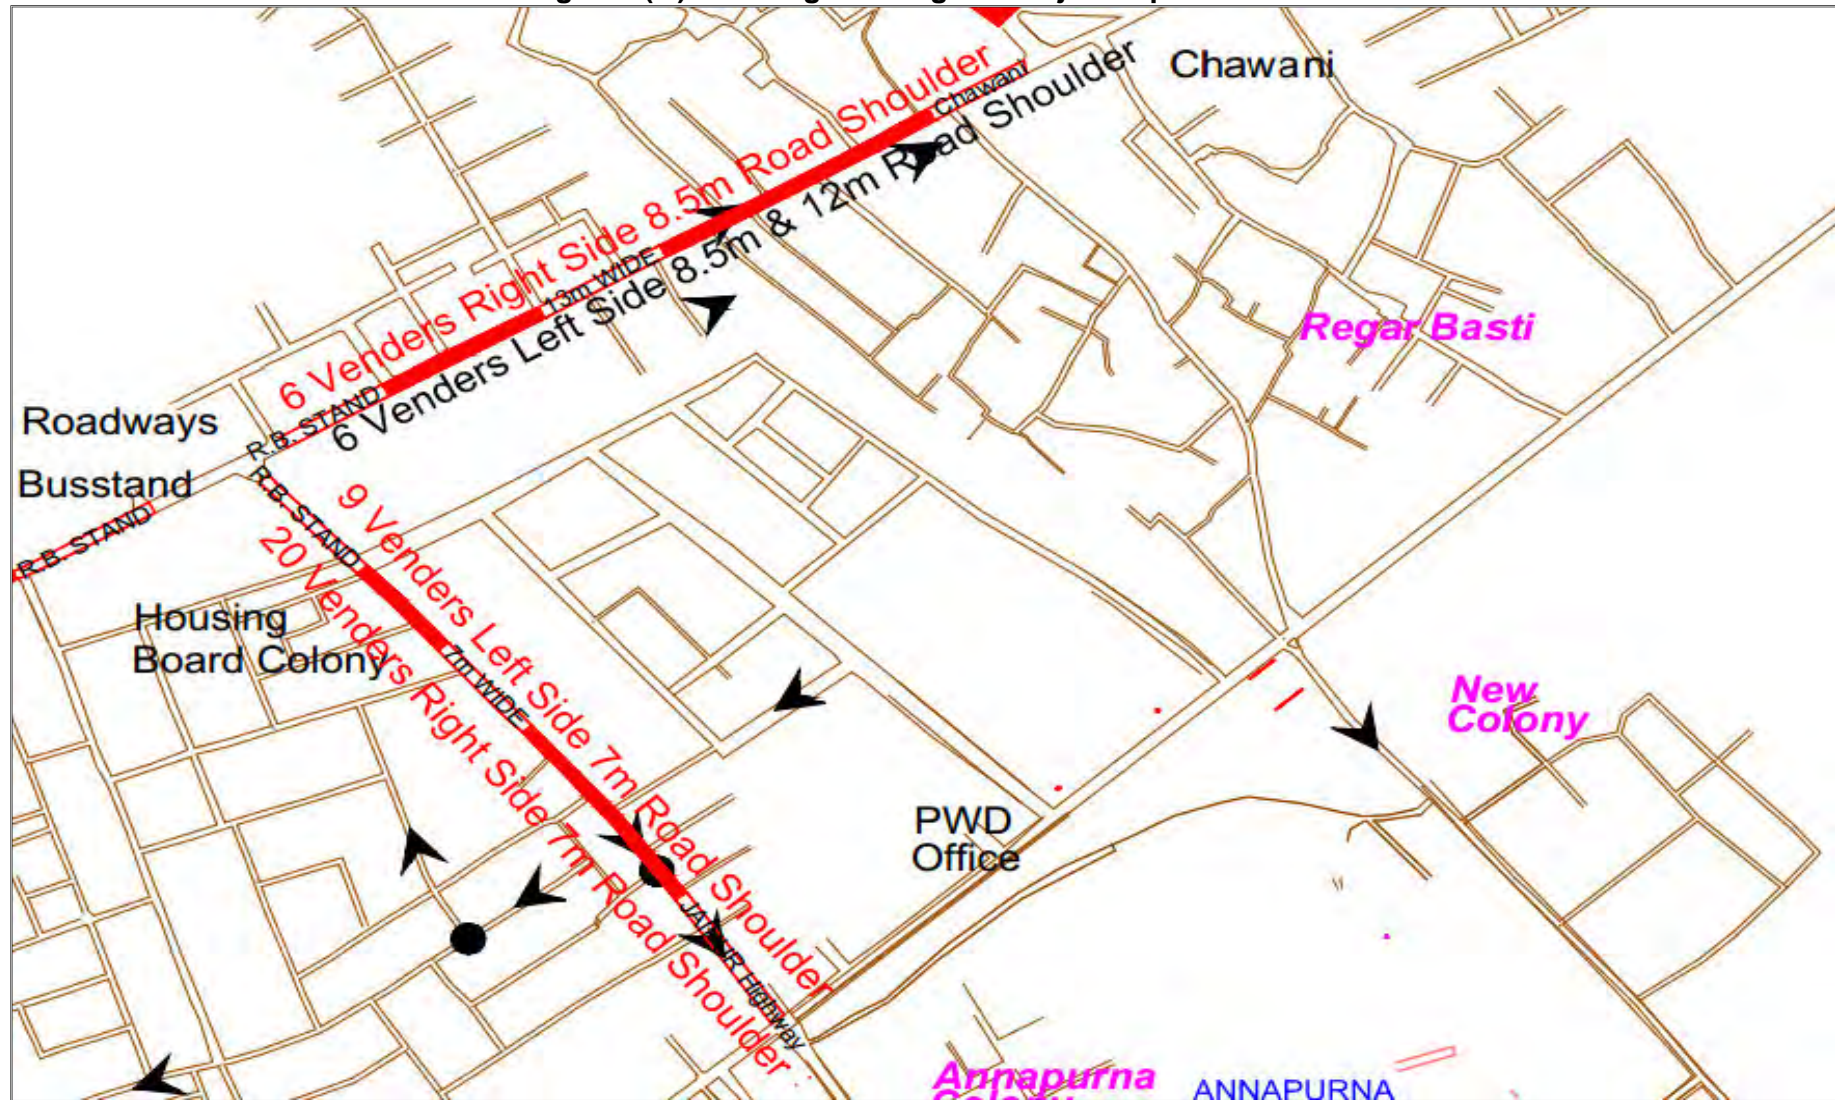 Chawani
6 Venders Right Side 8.5m Road Shoulder
Chawani
13m WIDE
R.B. STAND
6 Venders Left Side 8.5m & 12m Road Shoulder
Regar Basti
Roadways
Busstand
R.B. STAND
R.B. STAND
9 Venders Left Side 7m Road Shoulder
7m WIDE
20 Venders Right Side 7m Road Shoulder
Highway
Housing
Board Colony
New
Colony
PWD
Office
Annapurna
ANNAPURNA